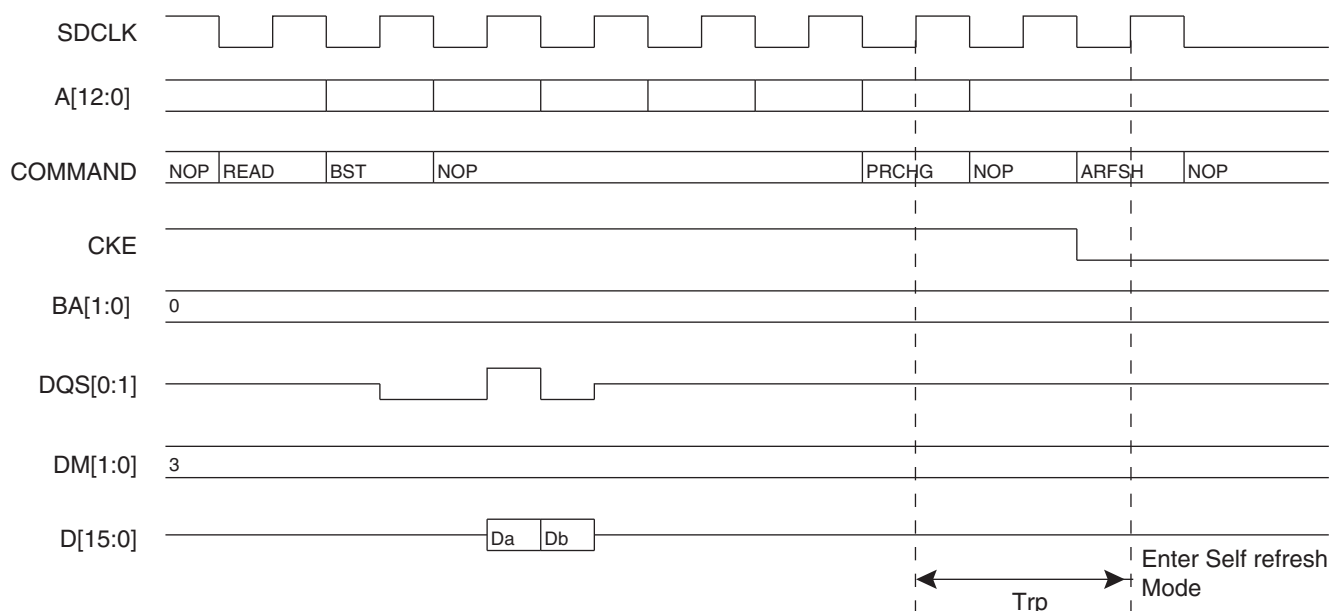 SDCLK
A[12:0]
COMMAND NOP READ BST NOP PRCHG NOP ARFSH NOP
CKE
BA[1:0] 0
DQS[0:1]
DM[1:0] 3
D[15:0] Da Db
Enter Self refresh
Mode
Trp